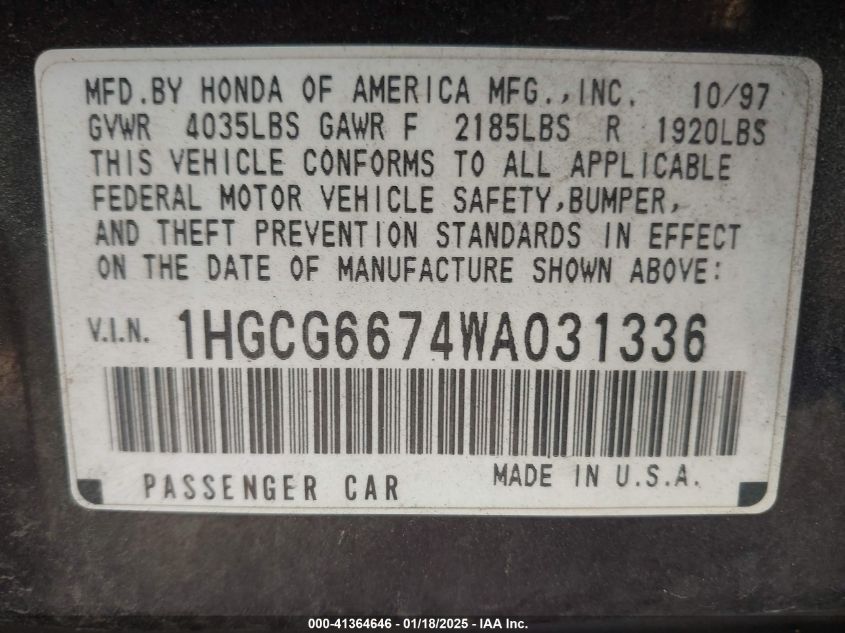 MFD.BY HONDA OF AMERICA MFG.,INC. 10/97
GVWR 4035LBS GAWR F 2185LBS R 1920LBS
THIS VEHICLE CONFORMS TO ALL APPLICABLE
FEDERAL MOTOR VEHICLE SAFETY,BUMPER,
AND THEFT PREVENTION STANDARDS IN EFFECT
ON THE DATE OF MANUFACTURE SHOWN ABOVE:
V.I.N. 1HGCG6674WA031336
PASSENGER CAR MADE IN U.S.A.
000-41364646 - 01/18/2025 - IAA Inc.